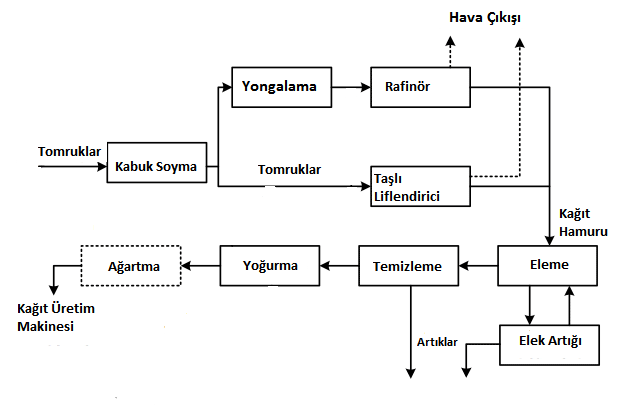 Hava Çıkışı
Yongalama
Rafinör
Tomruklar
Kabuk Soyma
Tomruklar
Taşlı
Liflendirici
Kağıt
Hamuru
Ağartma
Yoğurma
Temizleme
Eleme
Kağıt Üretim
Makinesi
Artıklar
Elek Artığı